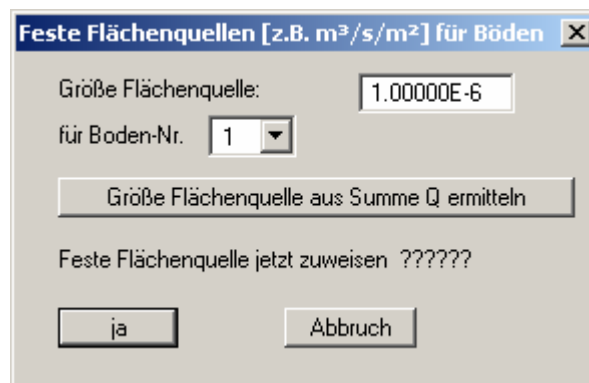 Feste Flächenquellen [z.B. m³/s/m²] für Böden
Größe Flächenquelle: 1.00000E-6
für Boden-Nr. 1
Größe Flächenquelle aus Summe Q ermitteln
Feste Flächenquelle jetzt zuweisen ??????
ja Abbruch